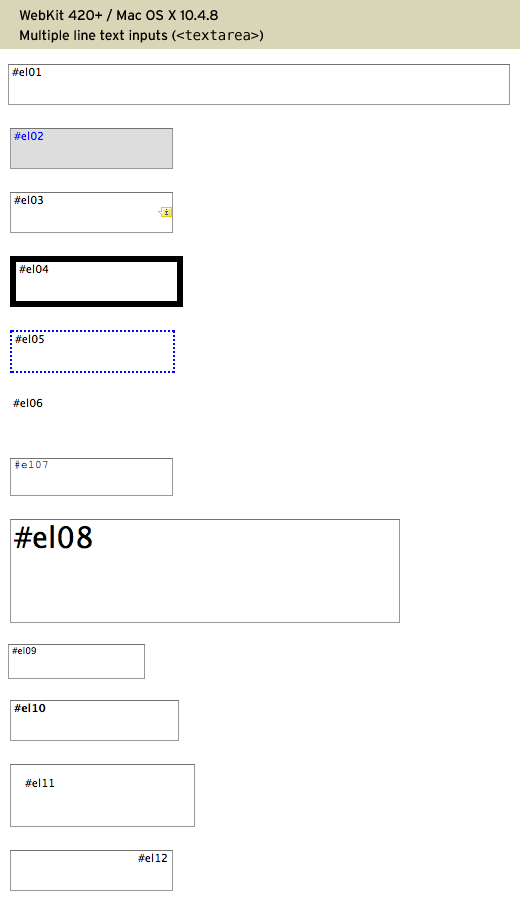 WebKit 420+ / Mac OS X 10.4.8
Multiple line text inputs (<textarea>)
#el01
#el02
#el03
#el04
#el05
#el06
#el07
#el08
#el09
#el10
#el11
#el12